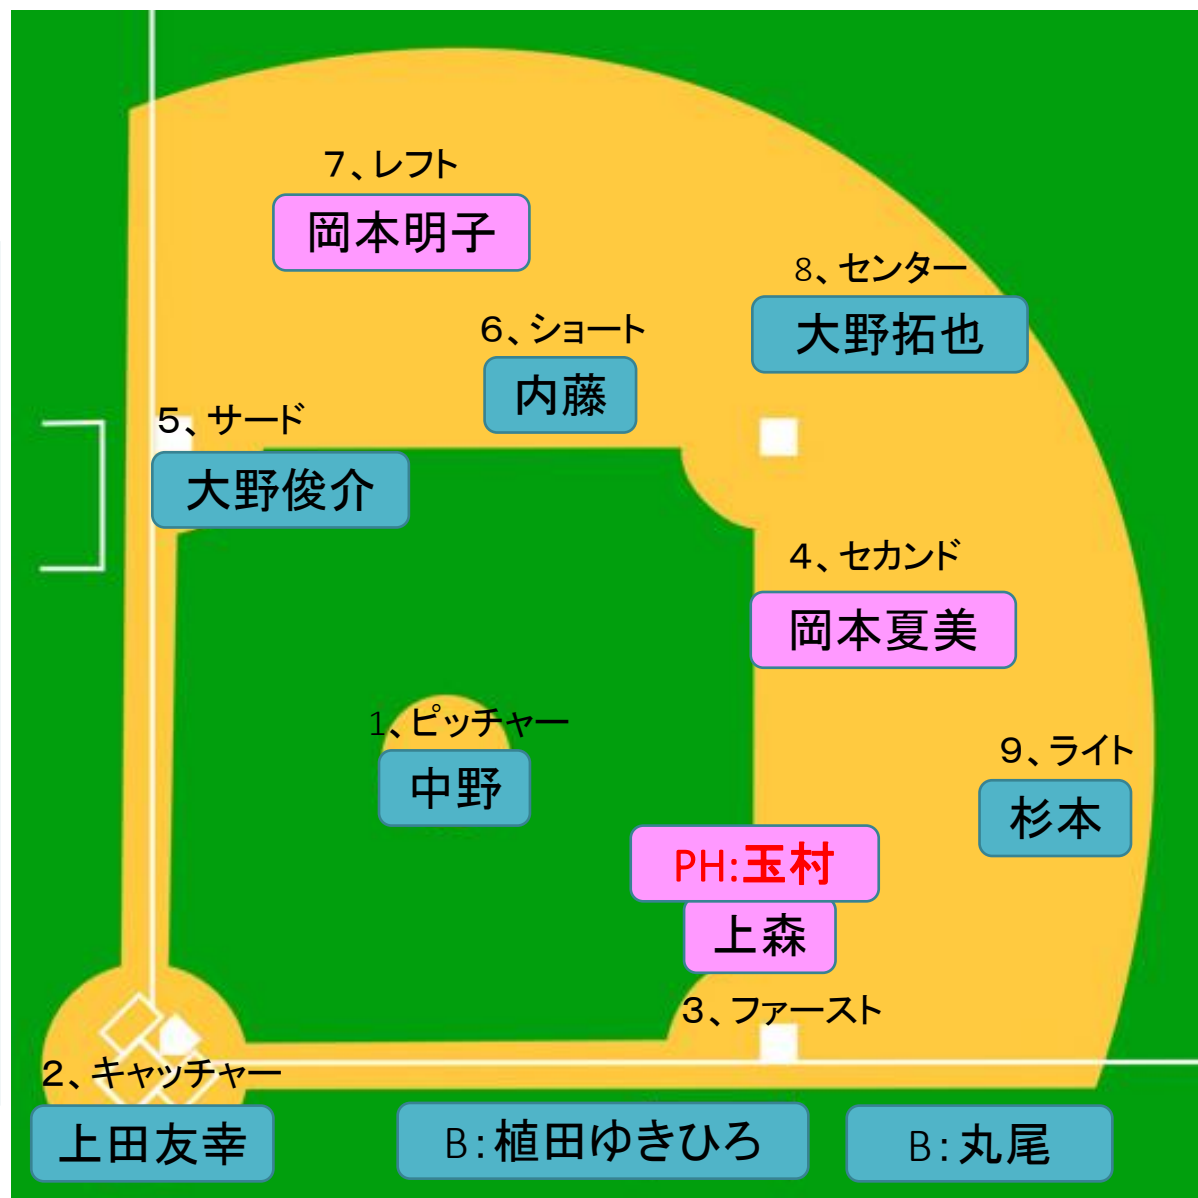 ７、レフト
岡本明子
8、センター
大野拓也
６、ショート
内藤
５、サード
大野俊介
４、セカンド
岡本夏美
1、ピッチャー
中野
９、ライト
杉本
PH:玉村
上森
３、ファースト
２、キャッチャー
上田友幸
B:植田ゆきひろ
B:丸尾